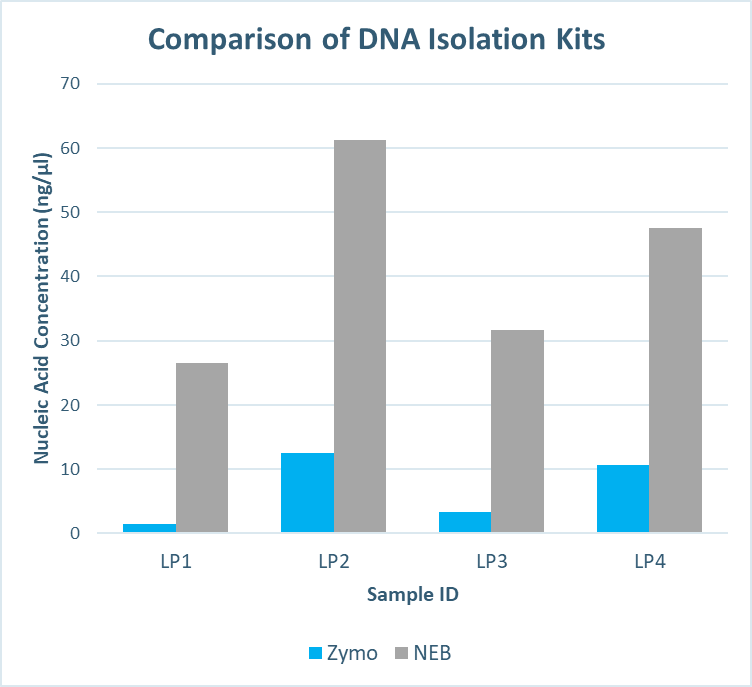 Comparison of DNA Isolation Kits
Nucleic Acid Concentration (ng/µl)
70
60
50
40
30
20
10
0
LP1 LP2 LP3 LP4
Sample ID
Zymo NEB